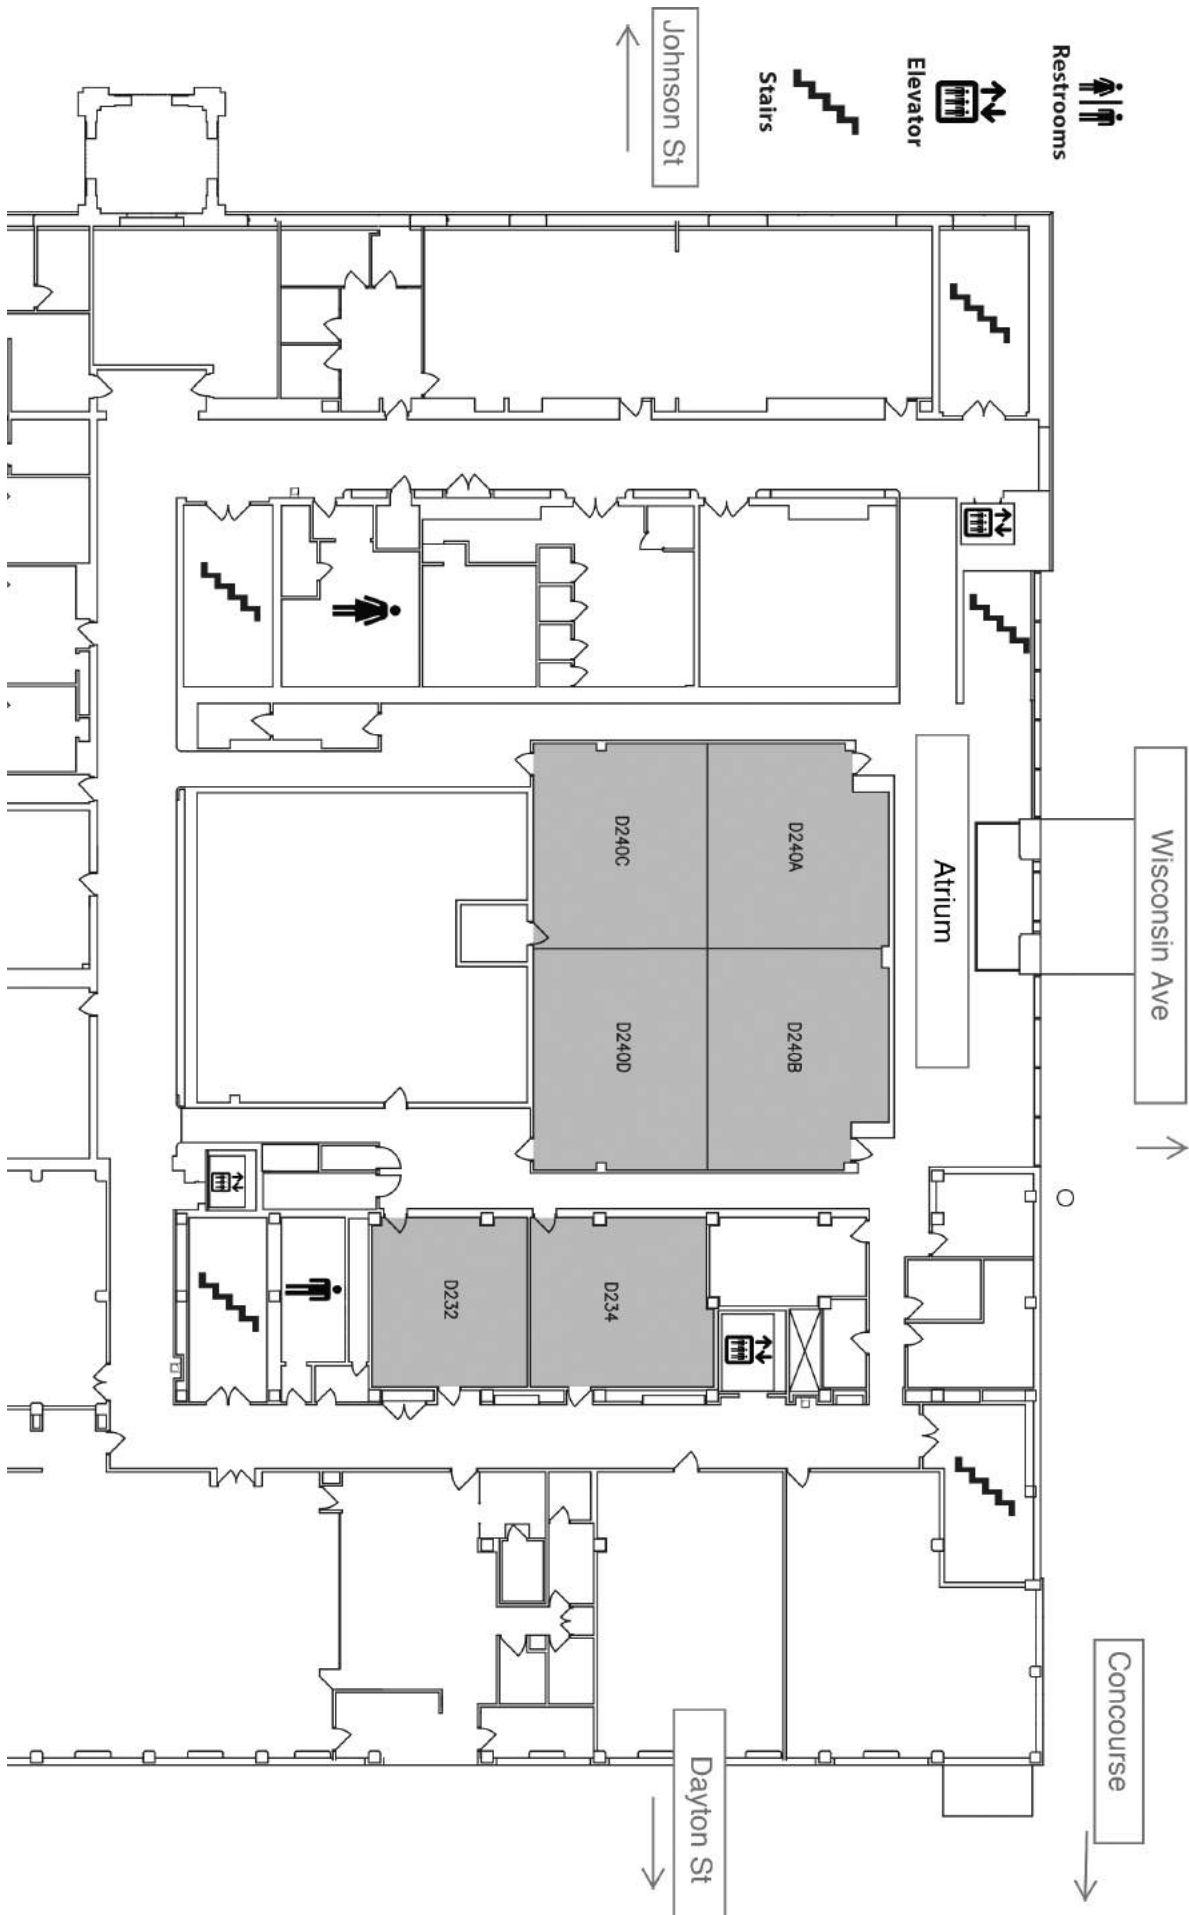 Restrooms
Elevator
Stairs
Johnson St
Wisconsin Ave
Atrium
D240A
D240C
D240B
D240D
D234
D232
Concourse
Dayton St